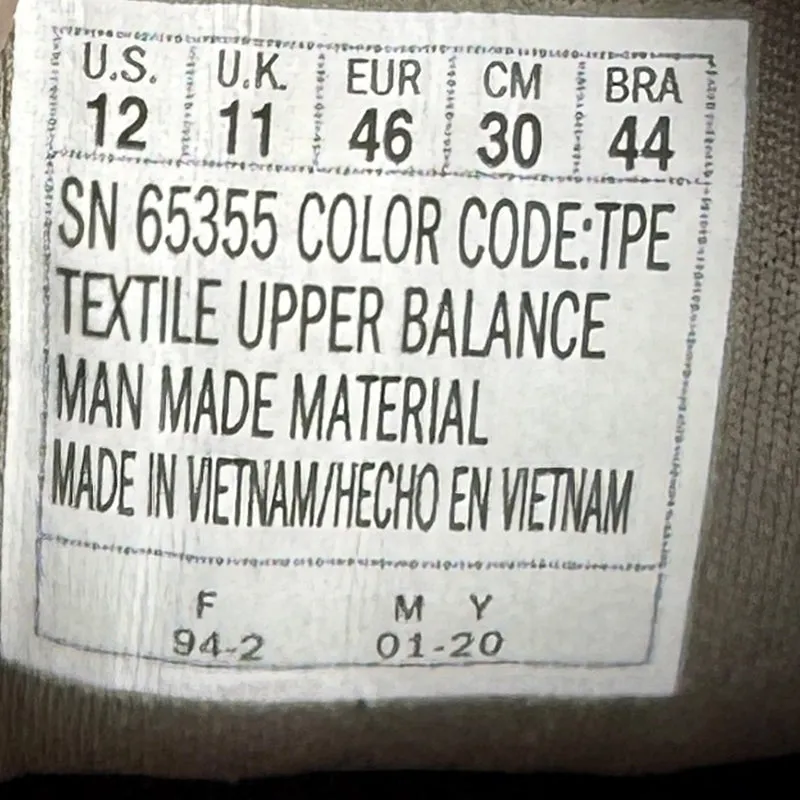 U.S. U.K. EUR CM BRA
12 11 46 30 44
SN 65355 COLOR CODE:TPE
TEXTILE UPPER BALANCE
MAN MADE MATERIAL
MADE IN VIETNAM/HECHO EN VIETNAM
F M Y
94-2 01-20